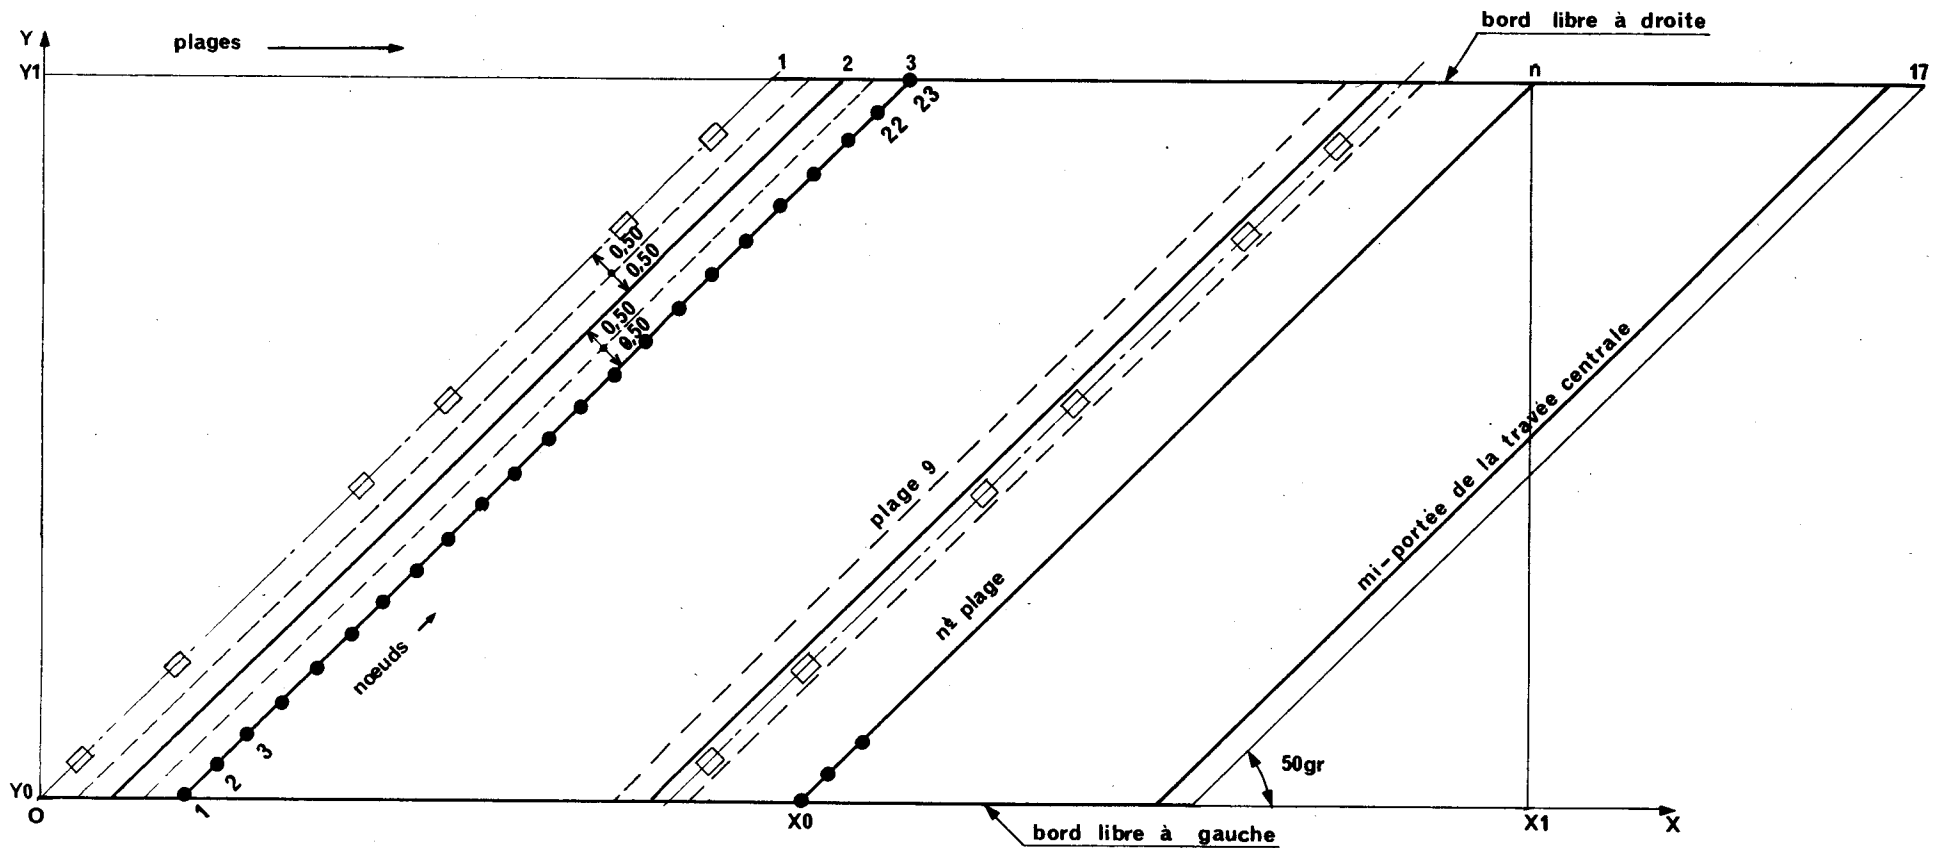 bord libre à droite
Y
plages
Y1
1
2
3
n
17
22 23
0,50
0,50
0,50
0,50
plage 9
mi-portée de la travée centrale
nè plage
nœuds
50gr
1
2
3
Y0
O
X0
X1
X
bord libre à gauche